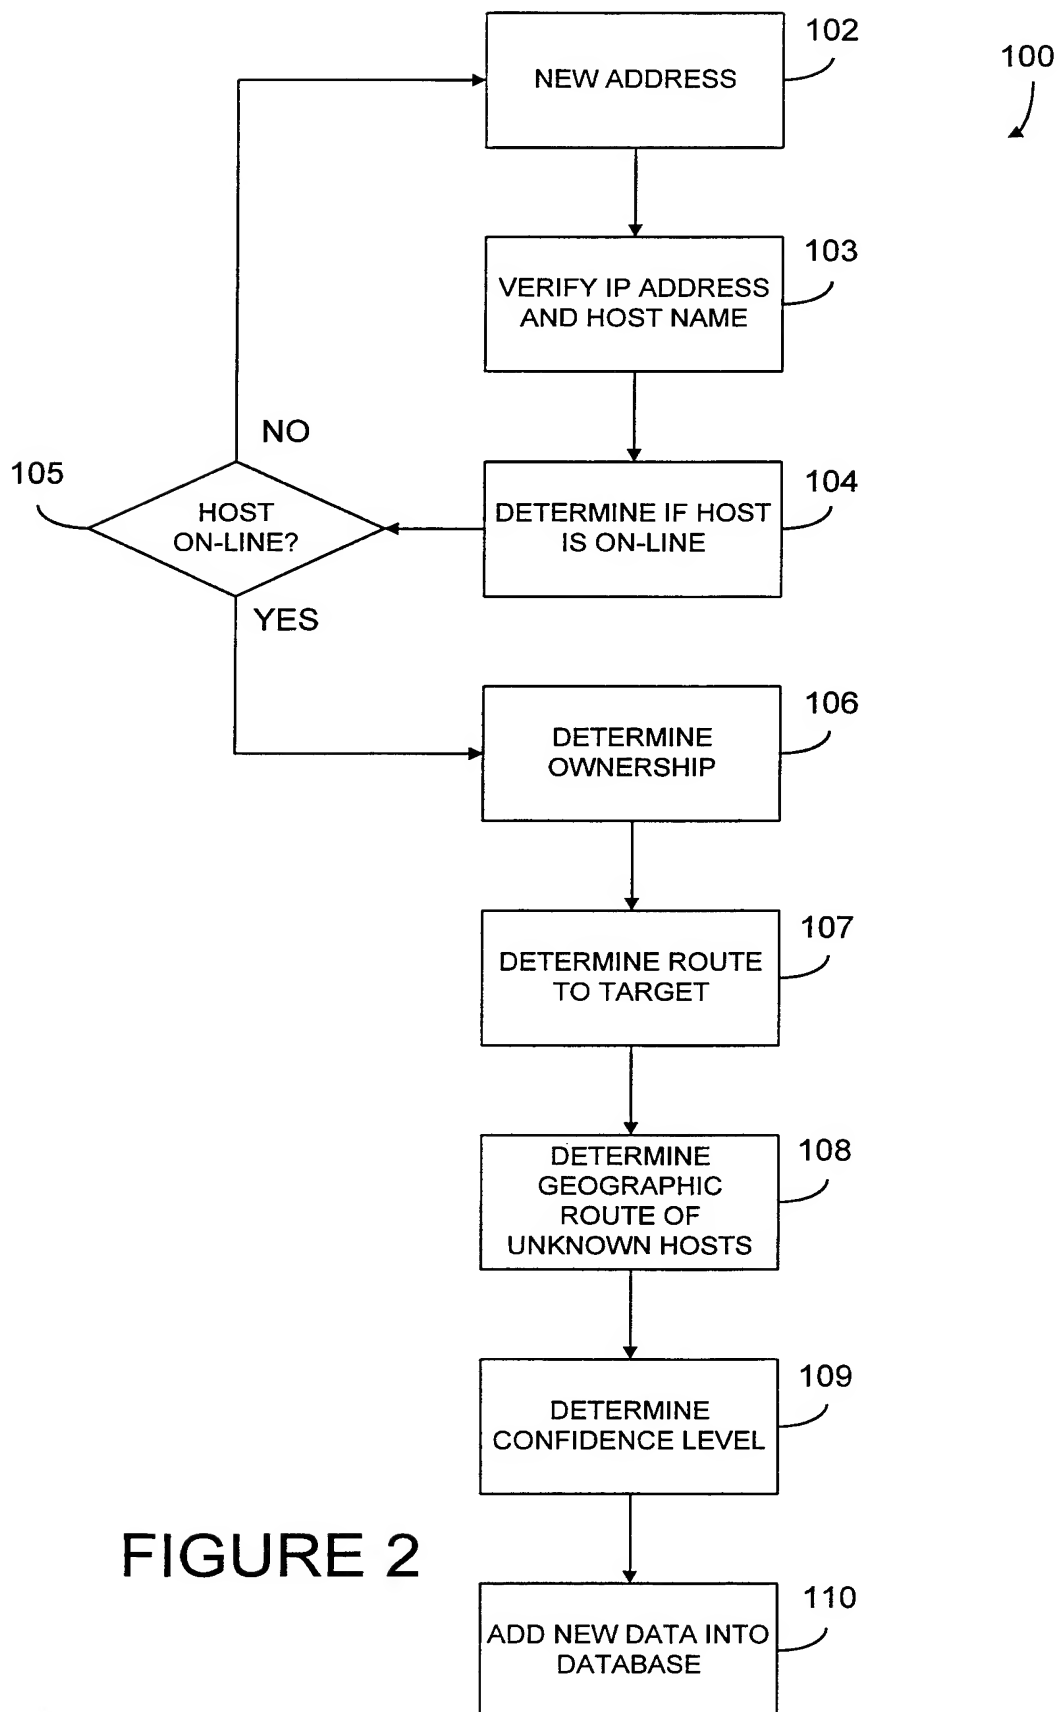 102
100
NEW ADDRESS
103
VERIFY IP ADDRESS
AND HOST NAME
NO
105
104
HOST
ON-LINE?
DETERMINE IF HOST
IS ON-LINE
YES
106
DETERMINE
OWNERSHIP
107
DETERMINE ROUTE
TO TARGET
108
DETERMINE
GEOGRAPHIC
ROUTE OF
UNKNOWN HOSTS
109
DETERMINE
CONFIDENCE LEVEL
FIGURE 2
110
ADD NEW DATA INTO
DATABASE